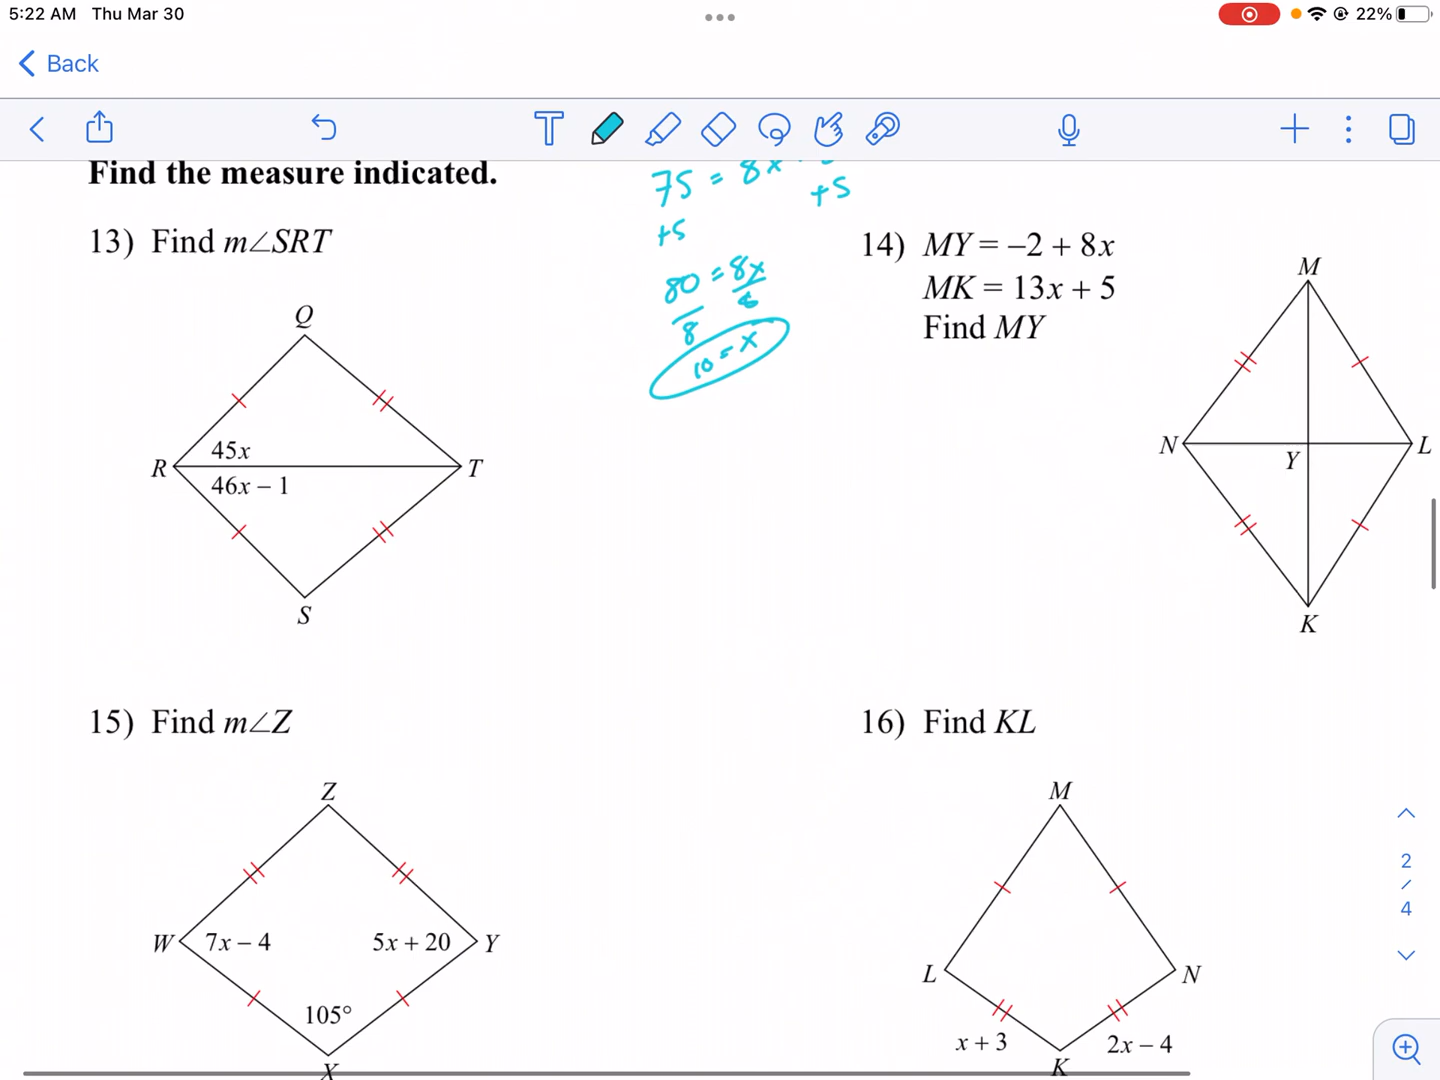 5:22 AM Thu Mar 30
22%
Back
T
Find the measure indicated.
75 = 8x
+5
+5
80 = 8x
8
10 = x
13) Find m∠SRT
Q
45x
R
T
46x – 1
S
14) MY = –2 + 8x
MK = 13x + 5
Find MY
M
N
L
Y
K
15) Find m∠Z
Z
W
7x – 4
5x + 20
Y
105°
X
16) Find KL
M
L
N
x + 3
2x – 4
K
2
/
4